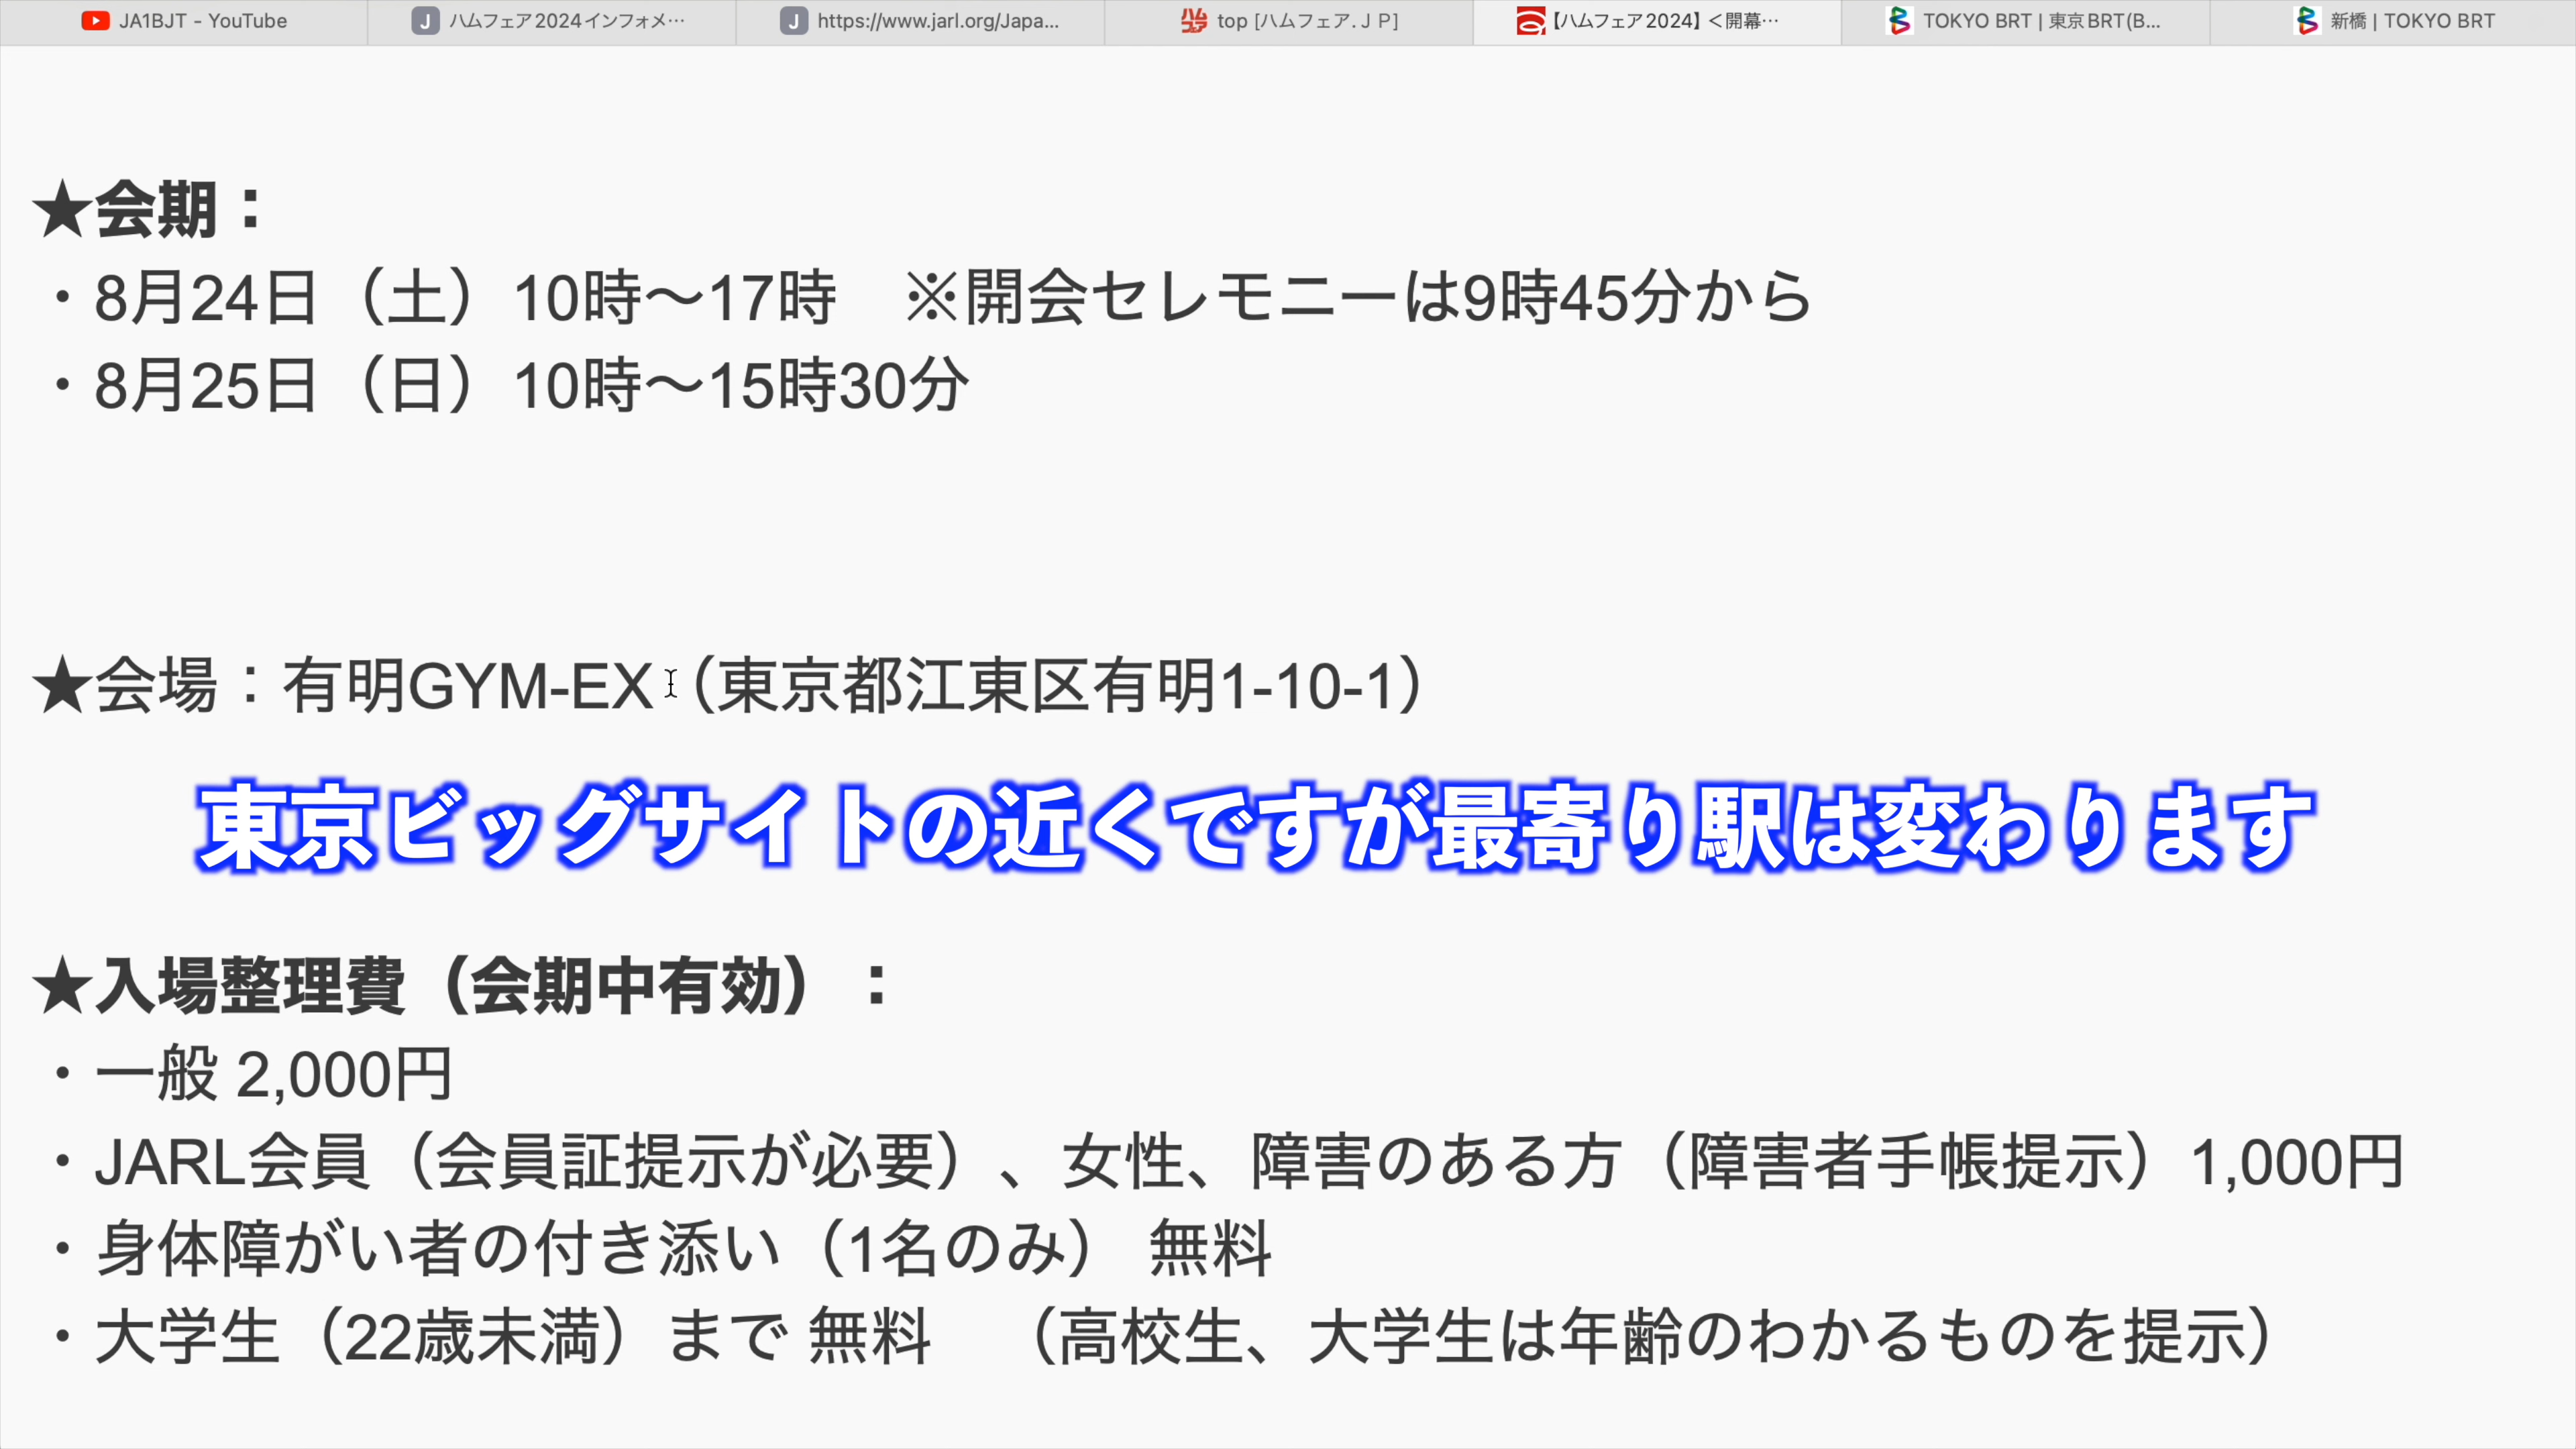 JA1BJT - YouTube
J ハムフェア2024インフォメ…
J https://www.jarl.org/Japa...
top [ハムフェア.ＪＰ]
【ハムフェア2024】＜開幕…
TOKYO BRT | 東京BRT(B...
新橋 | TOKYO BRT
★会期：
・8月24日（土）10時〜17時　※開会セレモニーは9時45分から
・8月25日（日）10時〜15時30分
★会場：有明GYM-EX（東京都江東区有明1-10-1）
東京ビッグサイトの近くですが最寄り駅は変わります
★入場整理費（会期中有効）：
・一般 2,000円
・JARL会員（会員証提示が必要）、女性、障害のある方（障害者手帳提示）1,000円
・身体障がい者の付き添い（1名のみ） 無料
・大学生（22歳未満）まで 無料　（高校生、大学生は年齢のわかるものを提示）